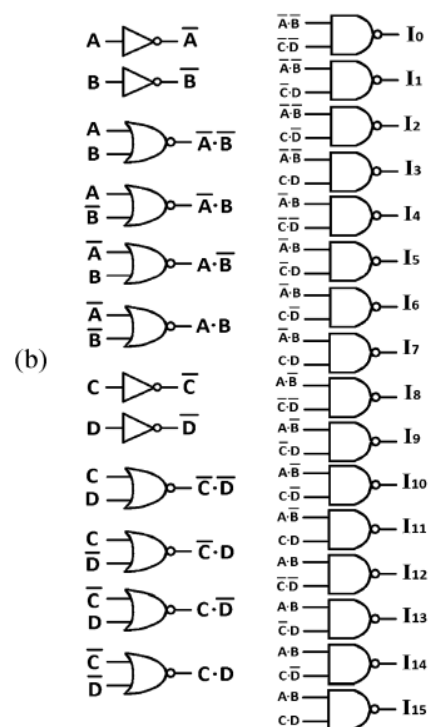 A A̅
B B̅
A
B A̅·B̅
A
B̅ A̅·B
A̅
B A·B̅
A̅
B̅ A·B
(b)
C C̅
D D̅
C
D C̅·D̅
C
D̅ C̅·D
C̅
D C·D̅
C̅
D̅ C·D
A̅·B̅
C̅·D̅ I0
A̅·B̅
C̅·D I1
A̅·B̅
C·D̅ I2
A̅·B̅
C·D I3
A̅·B
C̅·D̅ I4
A̅·B
C̅·D I5
A̅·B
C·D̅ I6
A̅·B
C·D I7
A·B̅
C̅·D̅ I8
A·B̅
C̅·D I9
A·B̅
C·D̅ I10
A·B̅
C·D I11
A·B
C̅·D̅ I12
A·B
C̅·D I13
A·B
C·D̅ I14
A·B
C·D I15